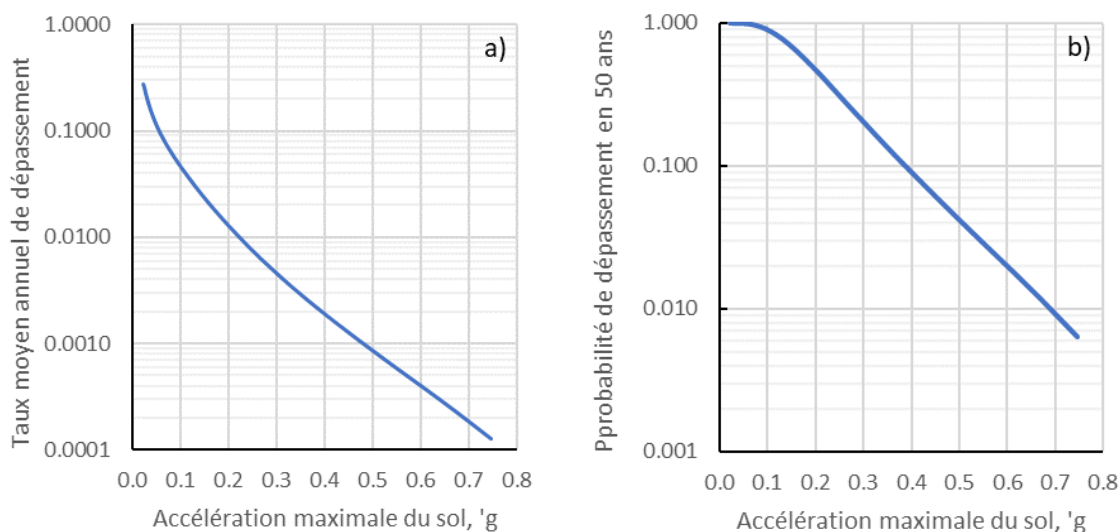 Taux moyen annuel de dépassement
1.0000
0.1000
0.0100
0.0010
0.0001
a)
0.0 0.1 0.2 0.3 0.4 0.5 0.6 0.7 0.8
Accélération maximale du sol, 'g
Pprobabilité de dépassement en 50 ans
1.000
0.100
0.010
0.001
b)
0.0 0.1 0.2 0.3 0.4 0.5 0.6 0.7 0.8
Accélération maximale du sol, 'g